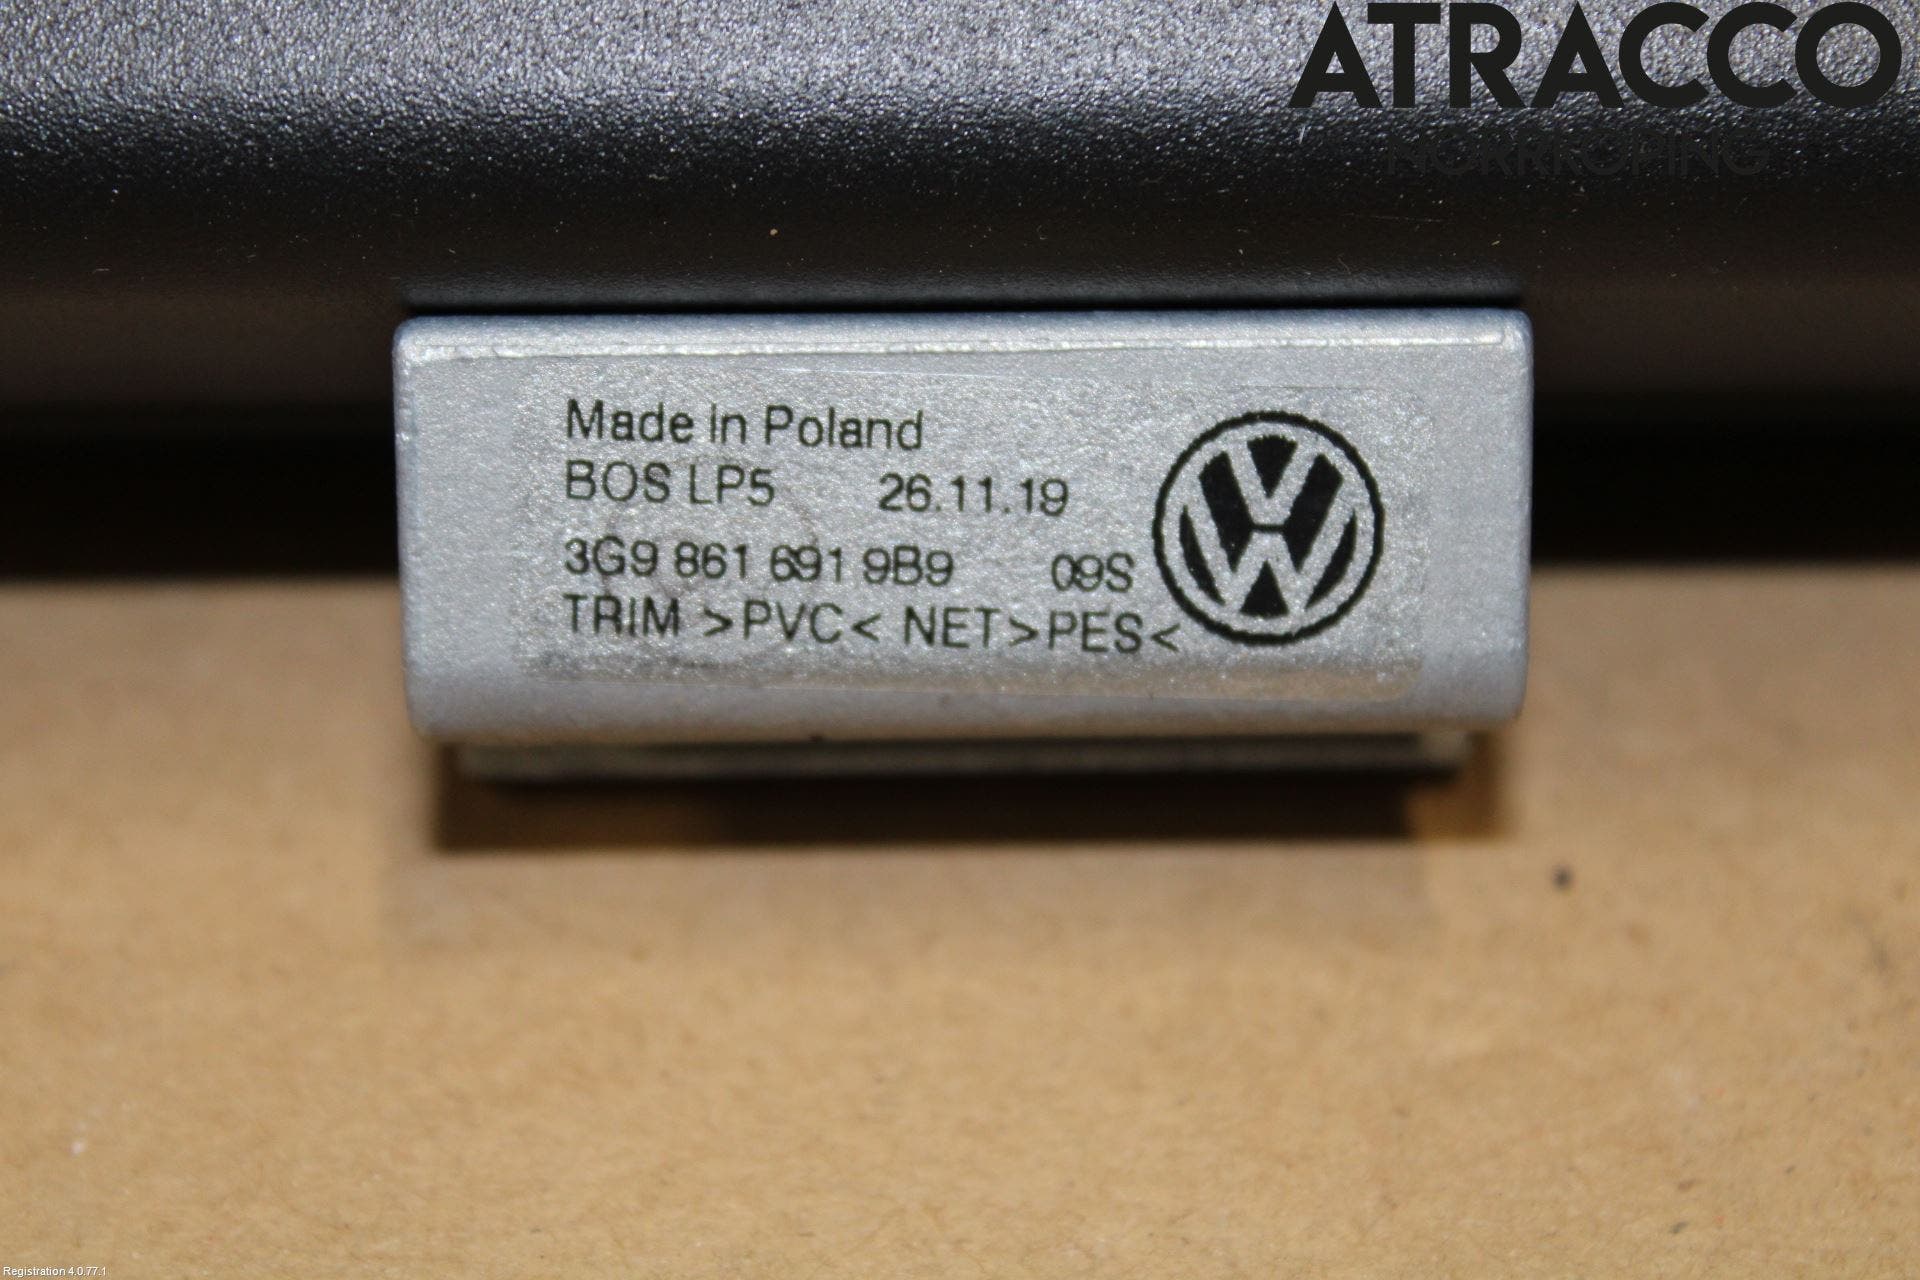 ATRACCO
NORRKÖPING
Made in Poland
BOS LP5 26.11.19
3G9 861 691 9B9 09S
TRIM >PVC< NET>PES<
Registration 4.0.77.1